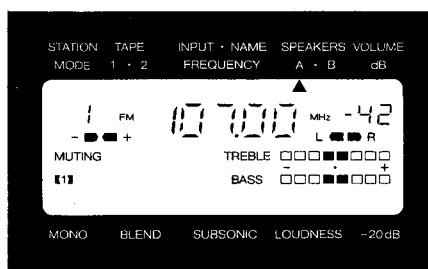 STATION TAPE INPUT · NAME SPEAKERS VOLUME
MODE 1 · 2 FREQUENCY A · B dB
1 FM 107.00 MHz -42
- + L R
MUTING TREBLE
- · +
[1] BASS
MONO BLEND SUBSONIC LOUDNESS -20dB